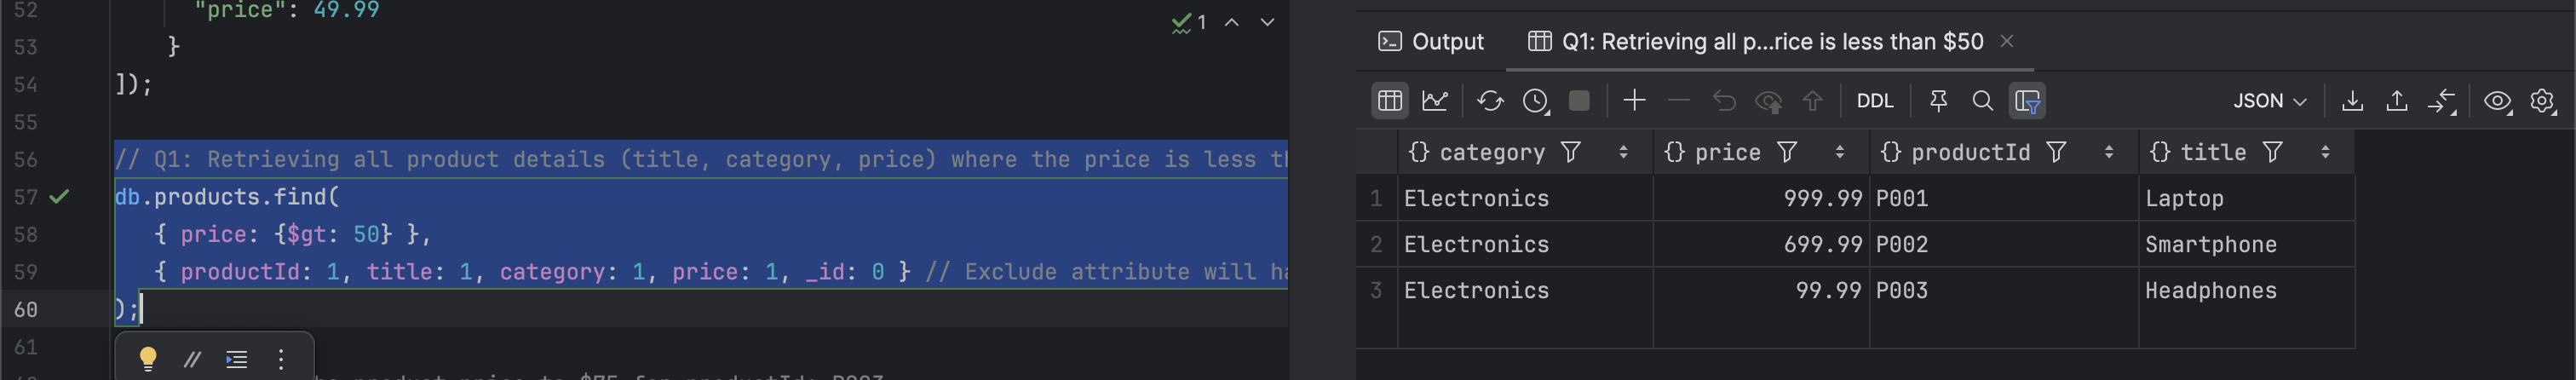 52 "price": 49.99
53 }
54 ]);
55
56 // Q1: Retrieving all product details (title, category, price) where the price is less
57 db.products.find(
58 { price: {$gt: 50} },
59 { productId: 1, title: 1, category: 1, price: 1, _id: 0 } // Exclude attribute will
60 );
61
1
Output
Q1: Retrieving all p...rice is less than $50
DDL
JSON
{} category {} price {} productId {} title
1 Electronics 999.99 P001 Laptop
2 Electronics 699.99 P002 Smartphone
3 Electronics 99.99 P003 Headphones